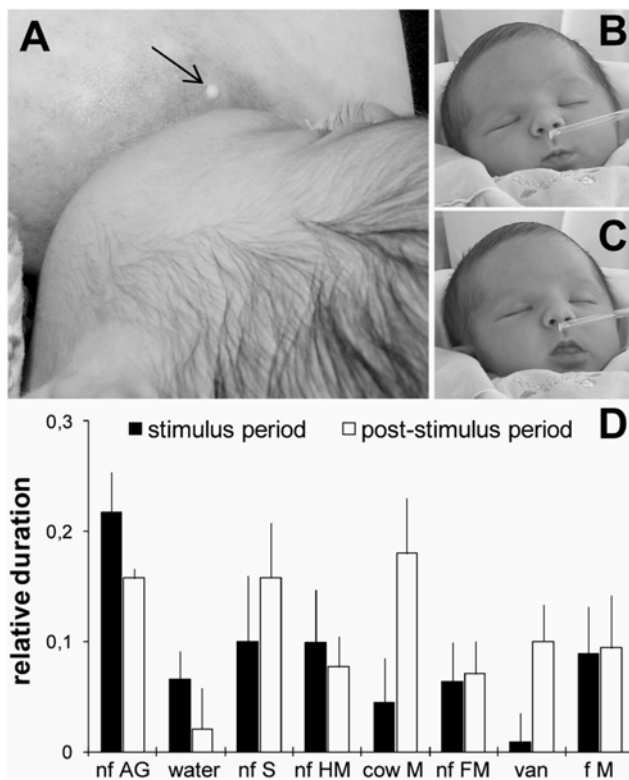 A
B
C
D
stimulus period
post-stimulus period
relative duration
0,3
0,2
0,1
0
nf AG water nf S nf HM cow M nf FM van f M